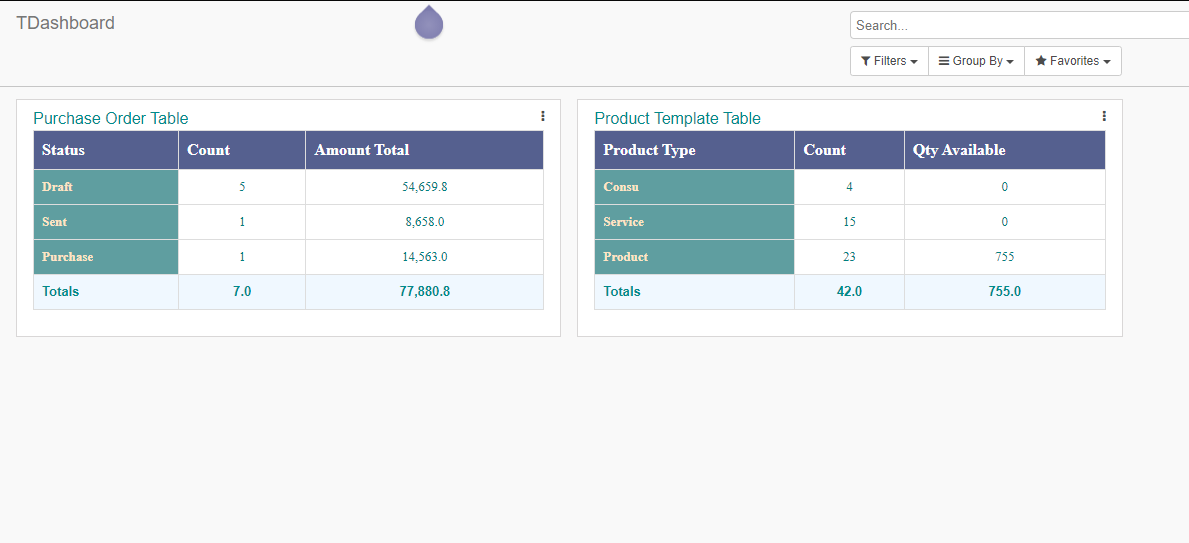 TDashboard
Search...
Filters Group By Favorites
Purchase Order Table
Status Count Amount Total
Draft 5 54,659.8
Sent 1 8,658.0
Purchase 1 14,563.0
Totals 7.0 77,880.8
Product Template Table
Product Type Count Qty Available
Consu 4 0
Service 15 0
Product 23 755
Totals 42.0 755.0